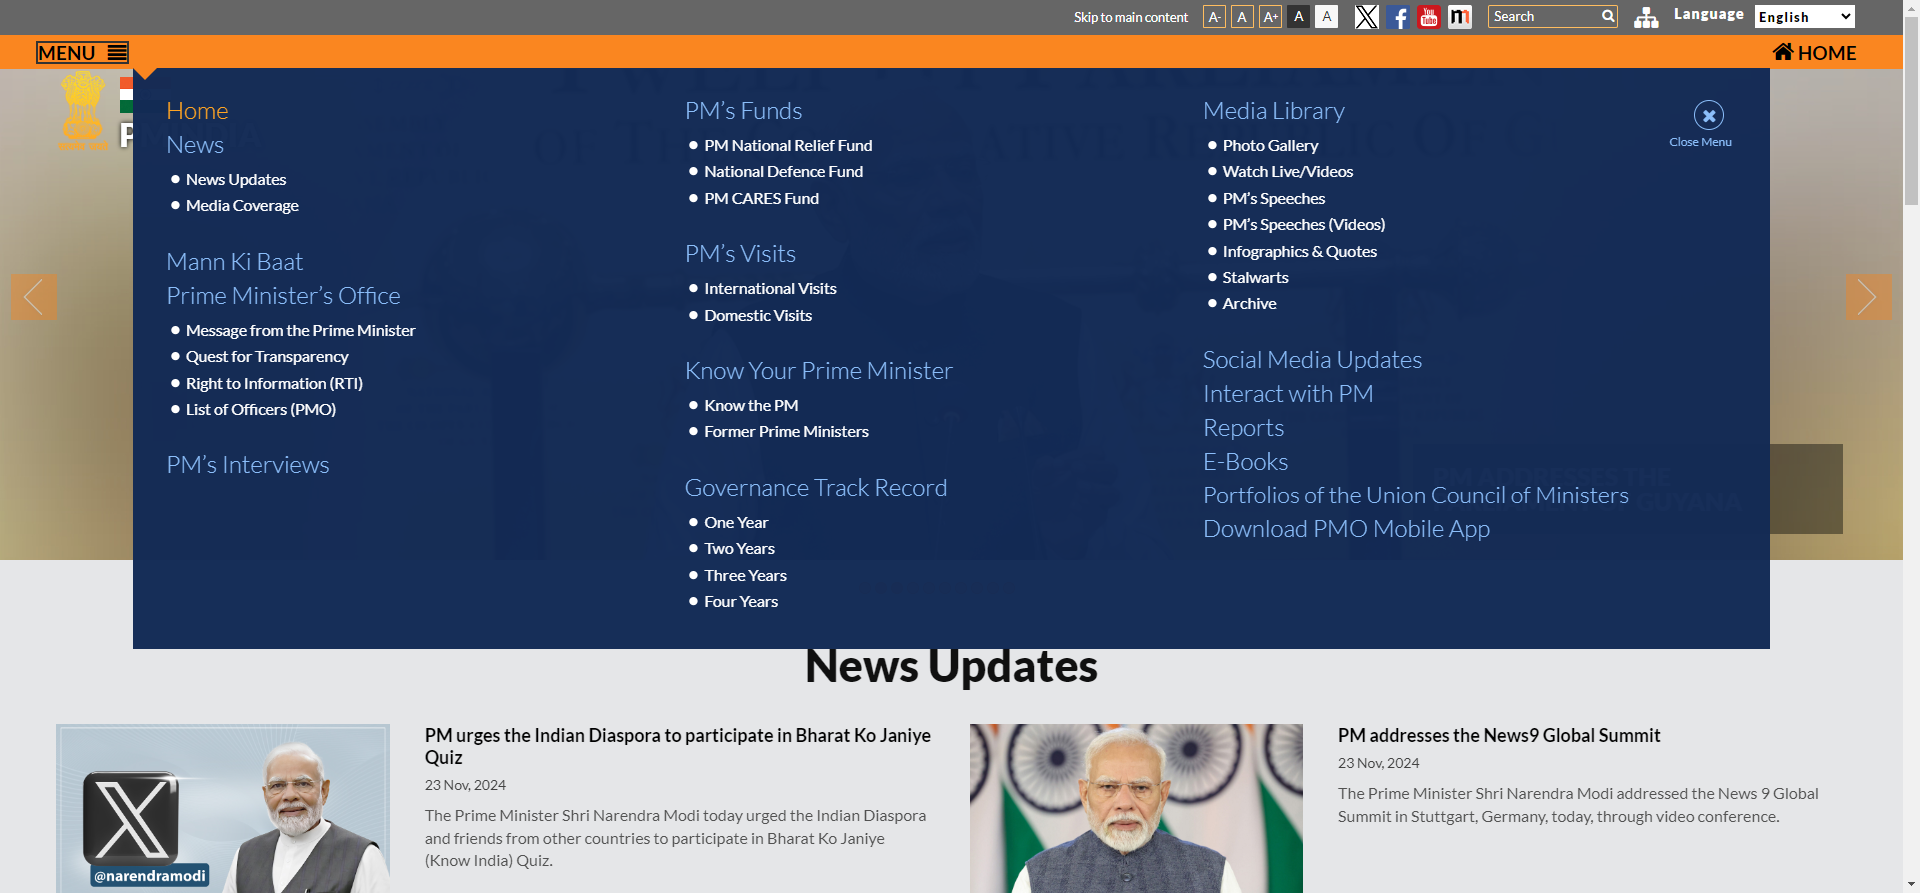 Skip to main content
A-
A
A+
A
A
You Tube
m
Search
Language
English
MENU
HOME
Home
News
News Updates
Media Coverage
Mann Ki Baat
Prime Minister's Office
Message from the Prime Minister
Quest for Transparency
Right to Information (RTI)
List of Officers (PMO)
PM's Interviews
PM's Funds
PM National Relief Fund
National Defence Fund
PM CARES Fund
PM's Visits
International Visits
Domestic Visits
Know Your Prime Minister
Know the PM
Former Prime Ministers
Governance Track Record
One Year
Two Years
Three Years
Four Years
Media Library
Photo Gallery
Watch Live/Videos
PM's Speeches
PM's Speeches (Videos)
Infographics & Quotes
Stalwarts
Archive
Social Media Updates
Interact with PM
Reports
E-Books
Portfolios of the Union Council of Ministers
Download PMO Mobile App
Close Menu
PM ADDRESSES THE
GUYANA
News Updates
@narendramodi
PM urges the Indian Diaspora to participate in Bharat Ko Janiye
Quiz
23 Nov, 2024
The Prime Minister Shri Narendra Modi today urged the Indian Diaspora
and friends from other countries to participate in Bharat Ko Janiye
(Know India) Quiz.
PM addresses the News9 Global Summit
23 Nov, 2024
The Prime Minister Shri Narendra Modi addressed the News 9 Global
Summit in Stuttgart, Germany, today, through video conference.